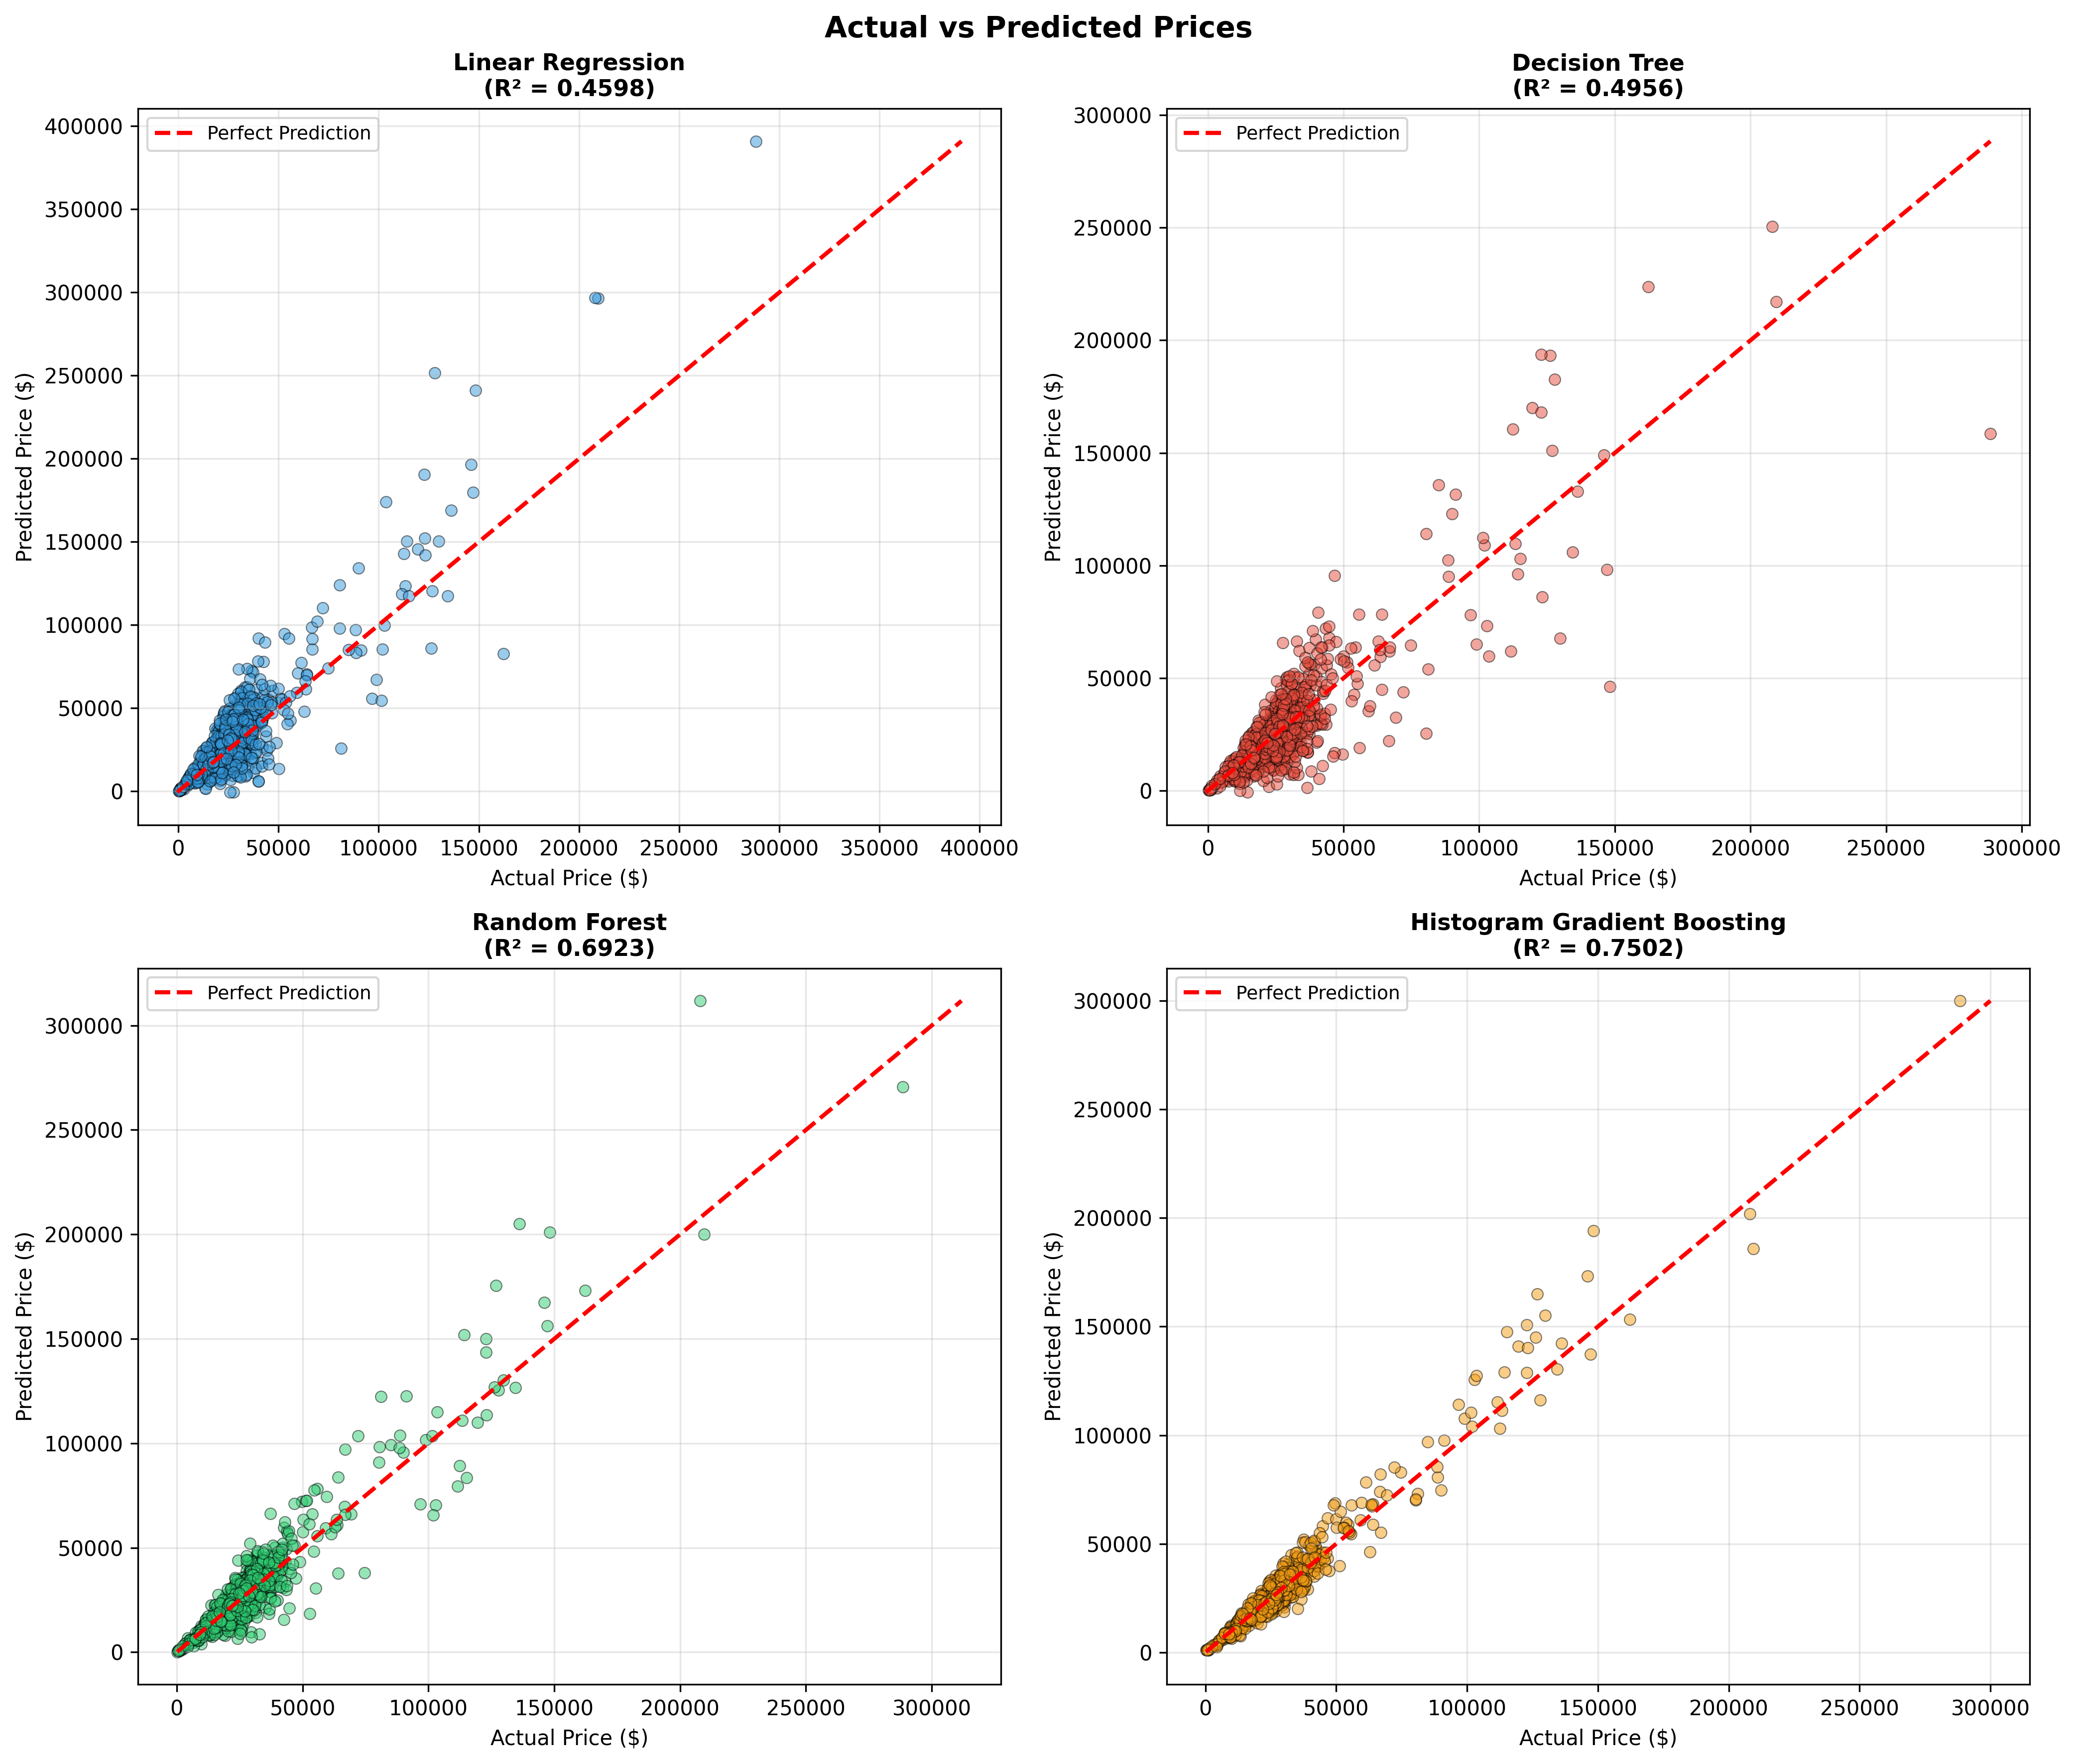 Actual vs Predicted Prices
Linear Regression
(R² = 0.4598)
Perfect Prediction
400000
350000
300000
250000
200000
150000
100000
50000
0
Predicted Price ($)
0 50000 100000 150000 200000 250000 300000 350000 400000
Actual Price ($)
Decision Tree
(R² = 0.4956)
Perfect Prediction
300000
250000
200000
150000
100000
50000
0
Predicted Price ($)
0 50000 100000 150000 200000 250000 300000
Actual Price ($)
Random Forest
(R² = 0.6923)
Perfect Prediction
300000
250000
200000
150000
100000
50000
0
Predicted Price ($)
0 50000 100000 150000 200000 250000 300000
Actual Price ($)
Histogram Gradient Boosting
(R² = 0.7502)
Perfect Prediction
300000
250000
200000
150000
100000
50000
0
Predicted Price ($)
0 50000 100000 150000 200000 250000 300000
Actual Price ($)